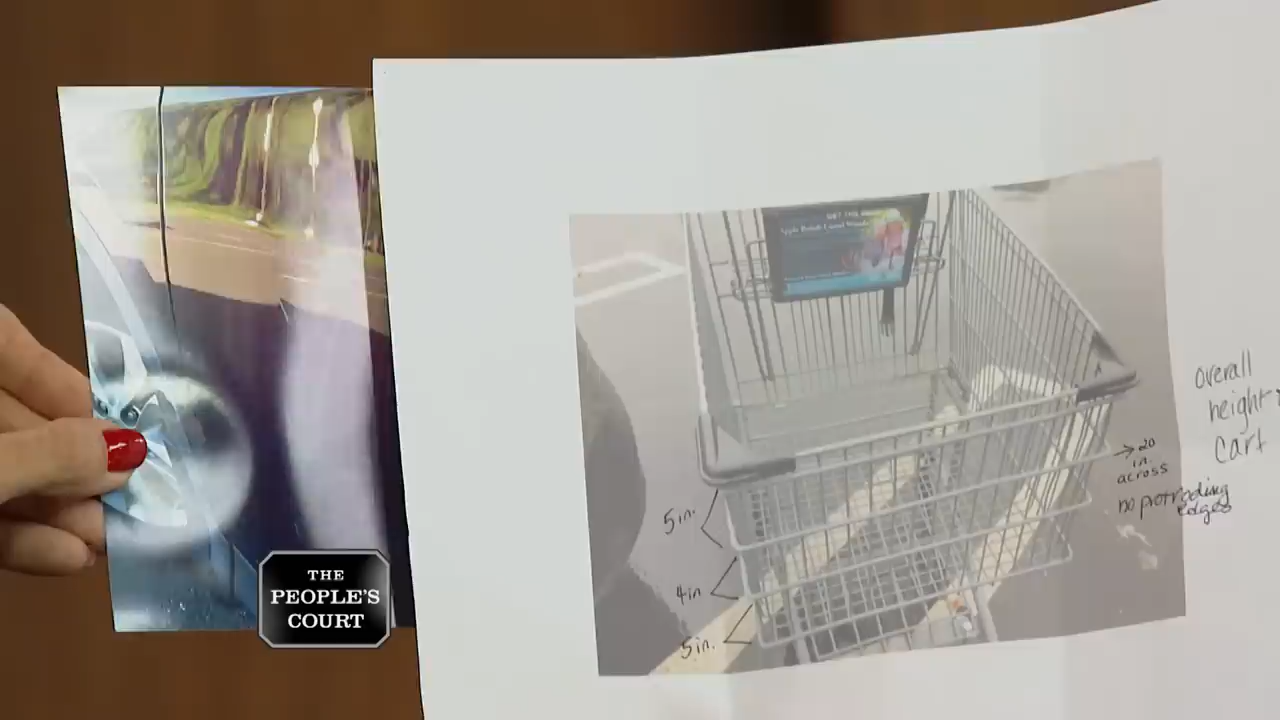 THE
PEOPLE'S
COURT
5in.
4in
5in.
→20
in.
across
no protruding
edges
overall
height
cart